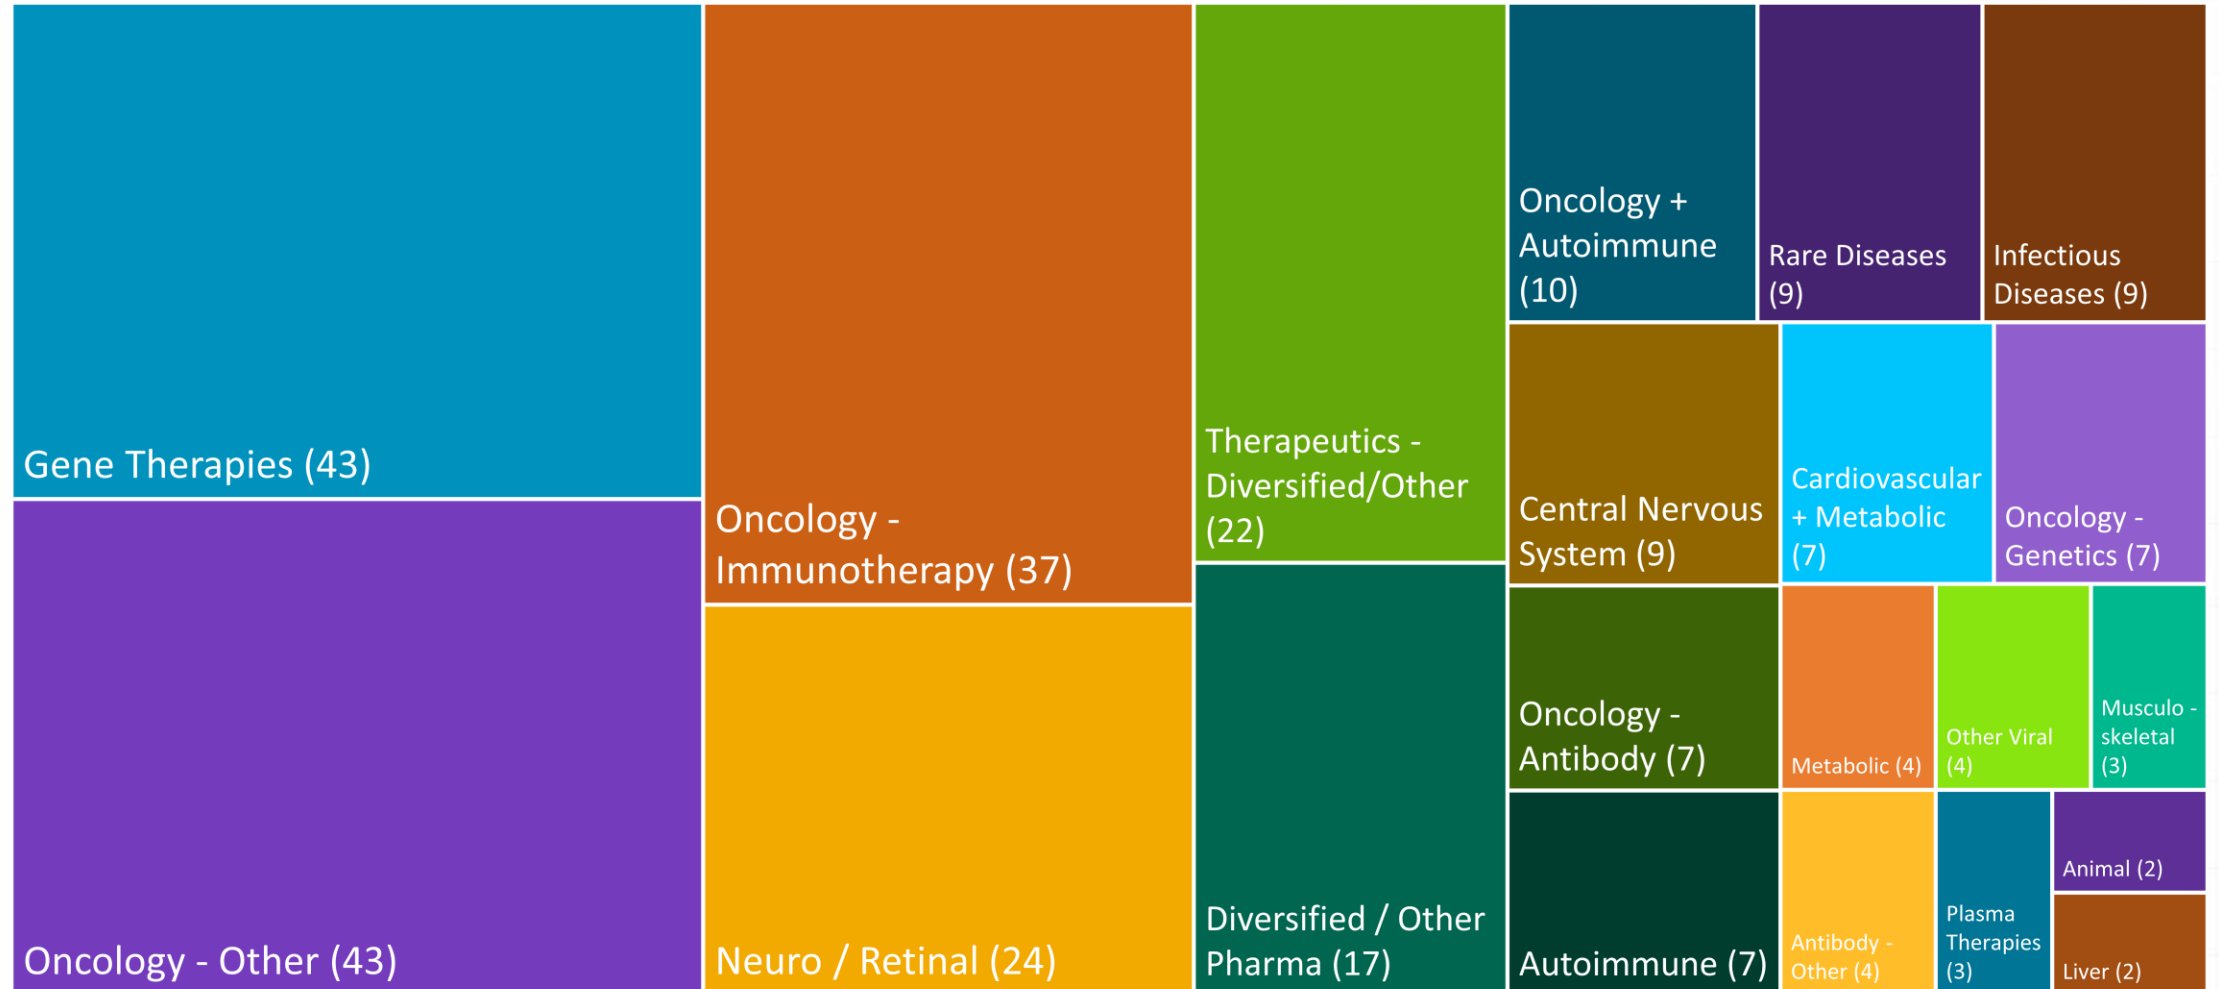 Gene Therapies (43)
Oncology - Other (43)
Oncology -
Immunotherapy (37)
Neuro / Retinal (24)
Therapeutics -
Diversified/Other
(22)
Diversified / Other
Pharma (17)
Oncology +
Autoimmune
(10)
Rare Diseases
(9)
Infectious
Diseases (9)
Central Nervous
System (9)
Cardiovascular
+ Metabolic
(7)
Oncology -
Genetics (7)
Oncology -
Antibody (7)
Autoimmune (7)
Metabolic (4)
Other Viral
(4)
Musculo -
skeletal
(3)
Antibody -
Other (4)
Plasma
Therapies
(3)
Animal (2)
Liver (2)